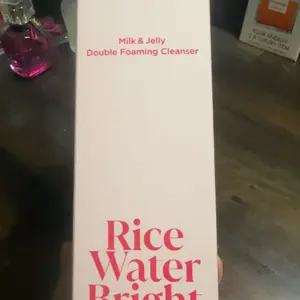 Milk & Jelly
Double Foaming Cleanser
Rice
Water
Bright